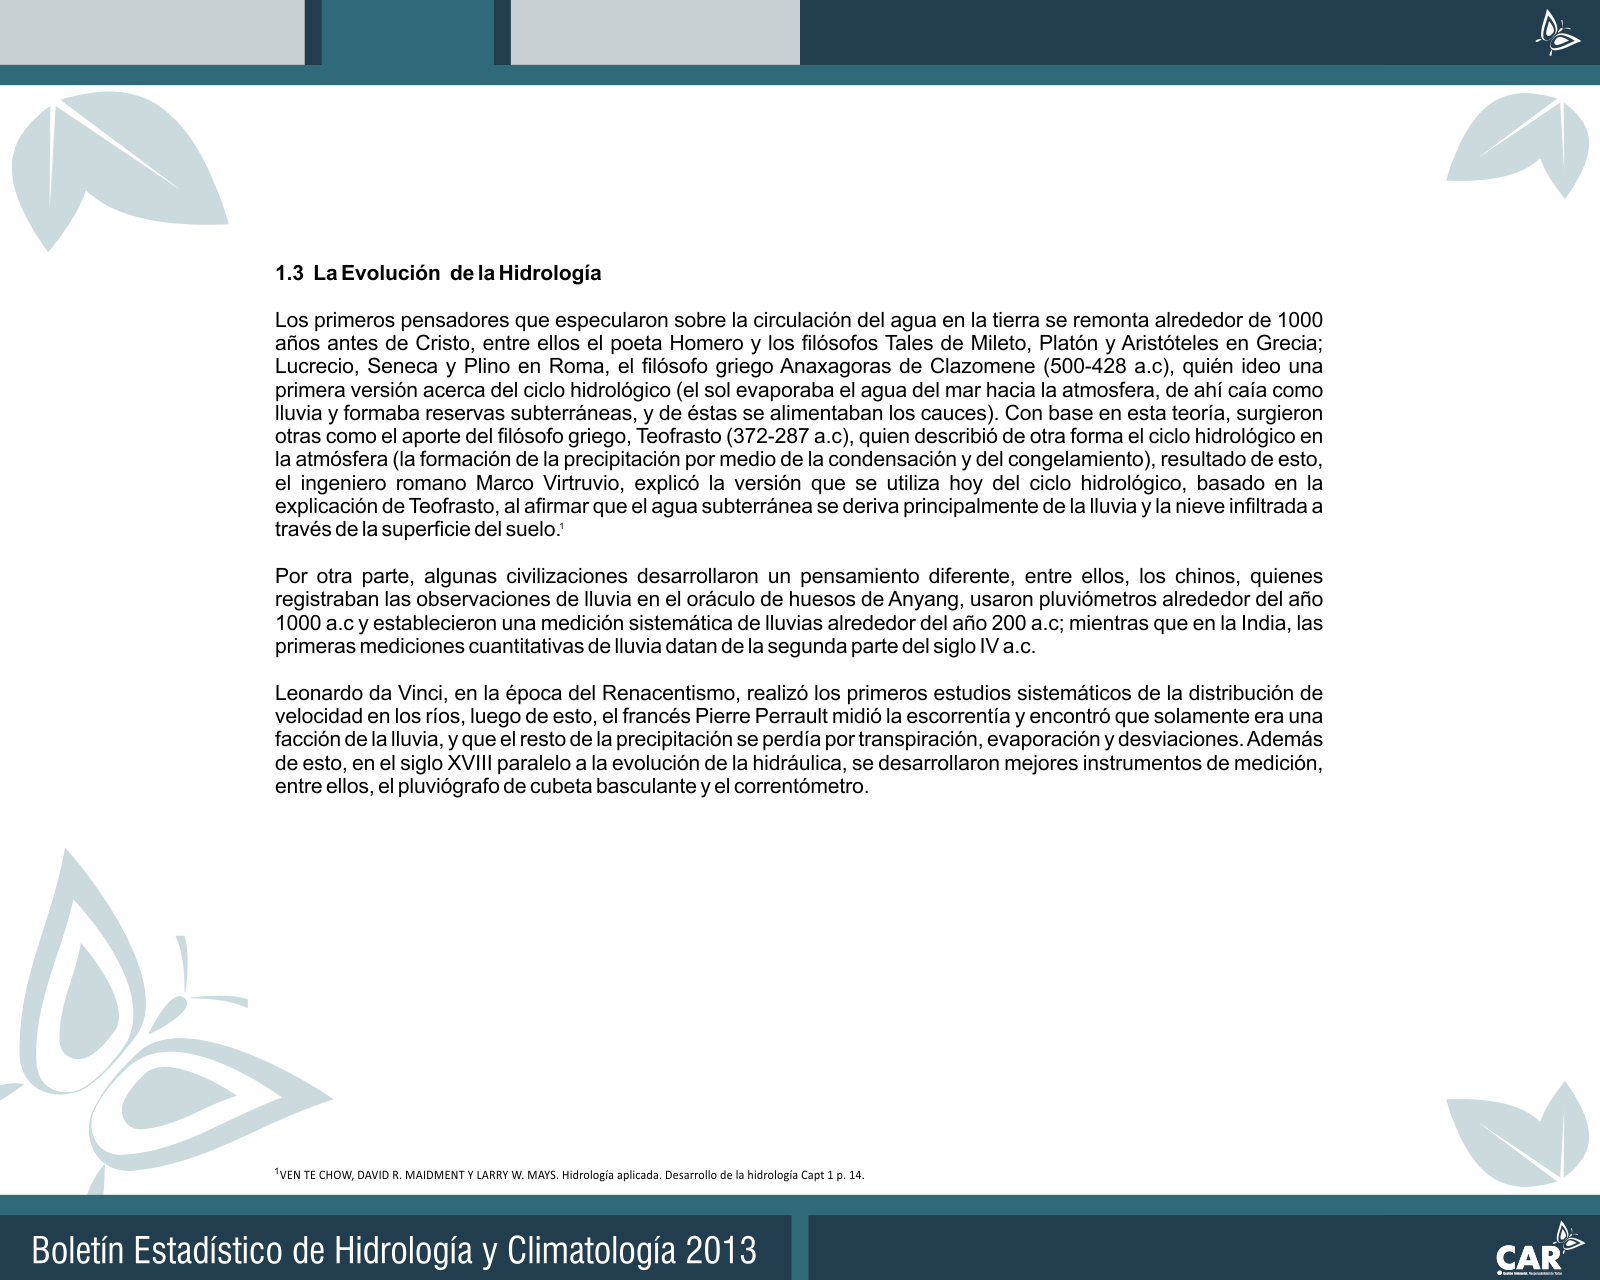 1.3 La Evolución de la Hidrología
Los primeros pensadores que especularon sobre la circulación del agua en la tierra se remonta alrededor de 1000
años antes de Cristo, entre ellos el poeta Homero y los filósofos Tales de Mileto, Platón y Aristóteles en Grecia;
Lucrecio, Seneca y Plino en Roma, el filósofo griego Anaxagoras de Clazomene (500-428 a.c), quién ideo una
primera versión acerca del ciclo hidrológico (el sol evaporaba el agua del mar hacia la atmosfera, de ahí caía como
lluvia y formaba reservas subterráneas, y de éstas se alimentaban los cauces). Con base en esta teoría, surgieron
otras como el aporte del filósofo griego, Teofrasto (372-287 a.c), quien describió de otra forma el ciclo hidrológico en
la atmósfera (la formación de la precipitación por medio de la condensación y del congelamiento), resultado de esto,
el ingeniero romano Marco Virtruvio, explicó la versión que se utiliza hoy del ciclo hidrológico, basado en la
explicación de Teofrasto, al afirmar que el agua subterránea se deriva principalmente de la lluvia y la nieve infiltrada a
través de la superficie del suelo.1
Por otra parte, algunas civilizaciones desarrollaron un pensamiento diferente, entre ellos, los chinos, quienes
registraban las observaciones de lluvia en el oráculo de huesos de Anyang, usaron pluviómetros alrededor del año
1000 a.c y establecieron una medición sistemática de lluvias alrededor del año 200 a.c; mientras que en la India, las
primeras mediciones cuantitativas de lluvia datan de la segunda parte del siglo IV a.c.
Leonardo da Vinci, en la época del Renacentismo, realizó los primeros estudios sistemáticos de la distribución de
velocidad en los ríos, luego de esto, el francés Pierre Perrault midió la escorrentía y encontró que solamente era una
facción de la lluvia, y que el resto de la precipitación se perdía por transpiración, evaporación y desviaciones. Además
de esto, en el siglo XVIII paralelo a la evolución de la hidráulica, se desarrollaron mejores instrumentos de medición,
entre ellos, el pluviógrafo de cubeta basculante y el correntómetro.
1VEN TE CHOW, DAVID R. MAIDMENT Y LARRY W. MAYS. Hidrología aplicada. Desarrollo de la hidrología Capt 1 p. 14.
Boletín Estadístico de Hidrología y Climatología 2013
CAR